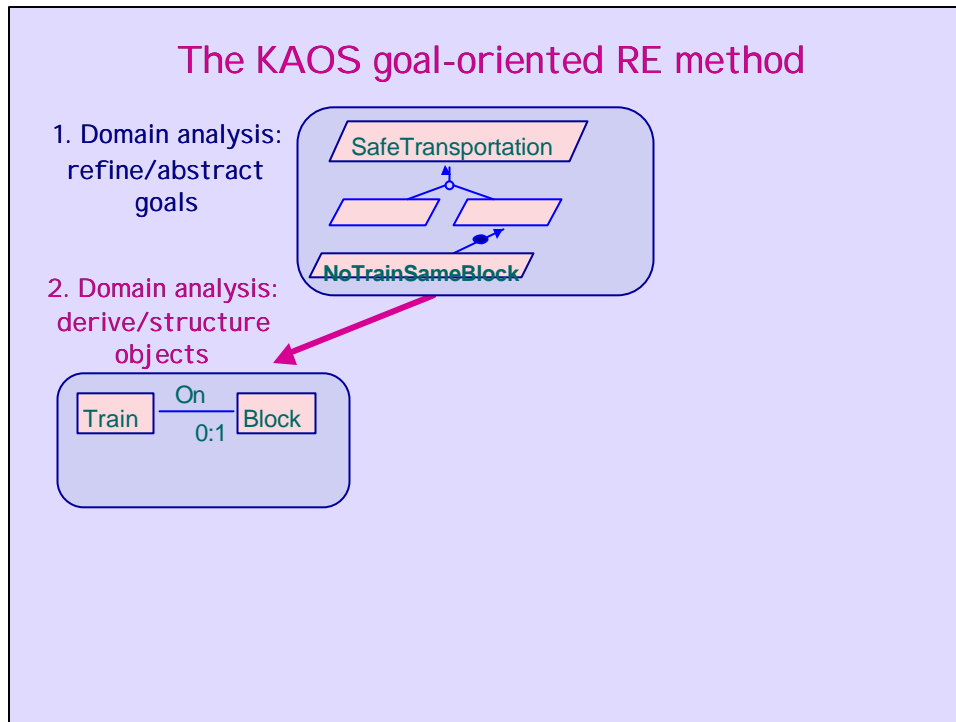 The KAOS goal-oriented RE method
1. Domain analysis:
refine/abstract
goals
SafeTransportation
NoTrainSameBlock
2. Domain analysis:
derive/structure
objects
On
Train
Block
0:1